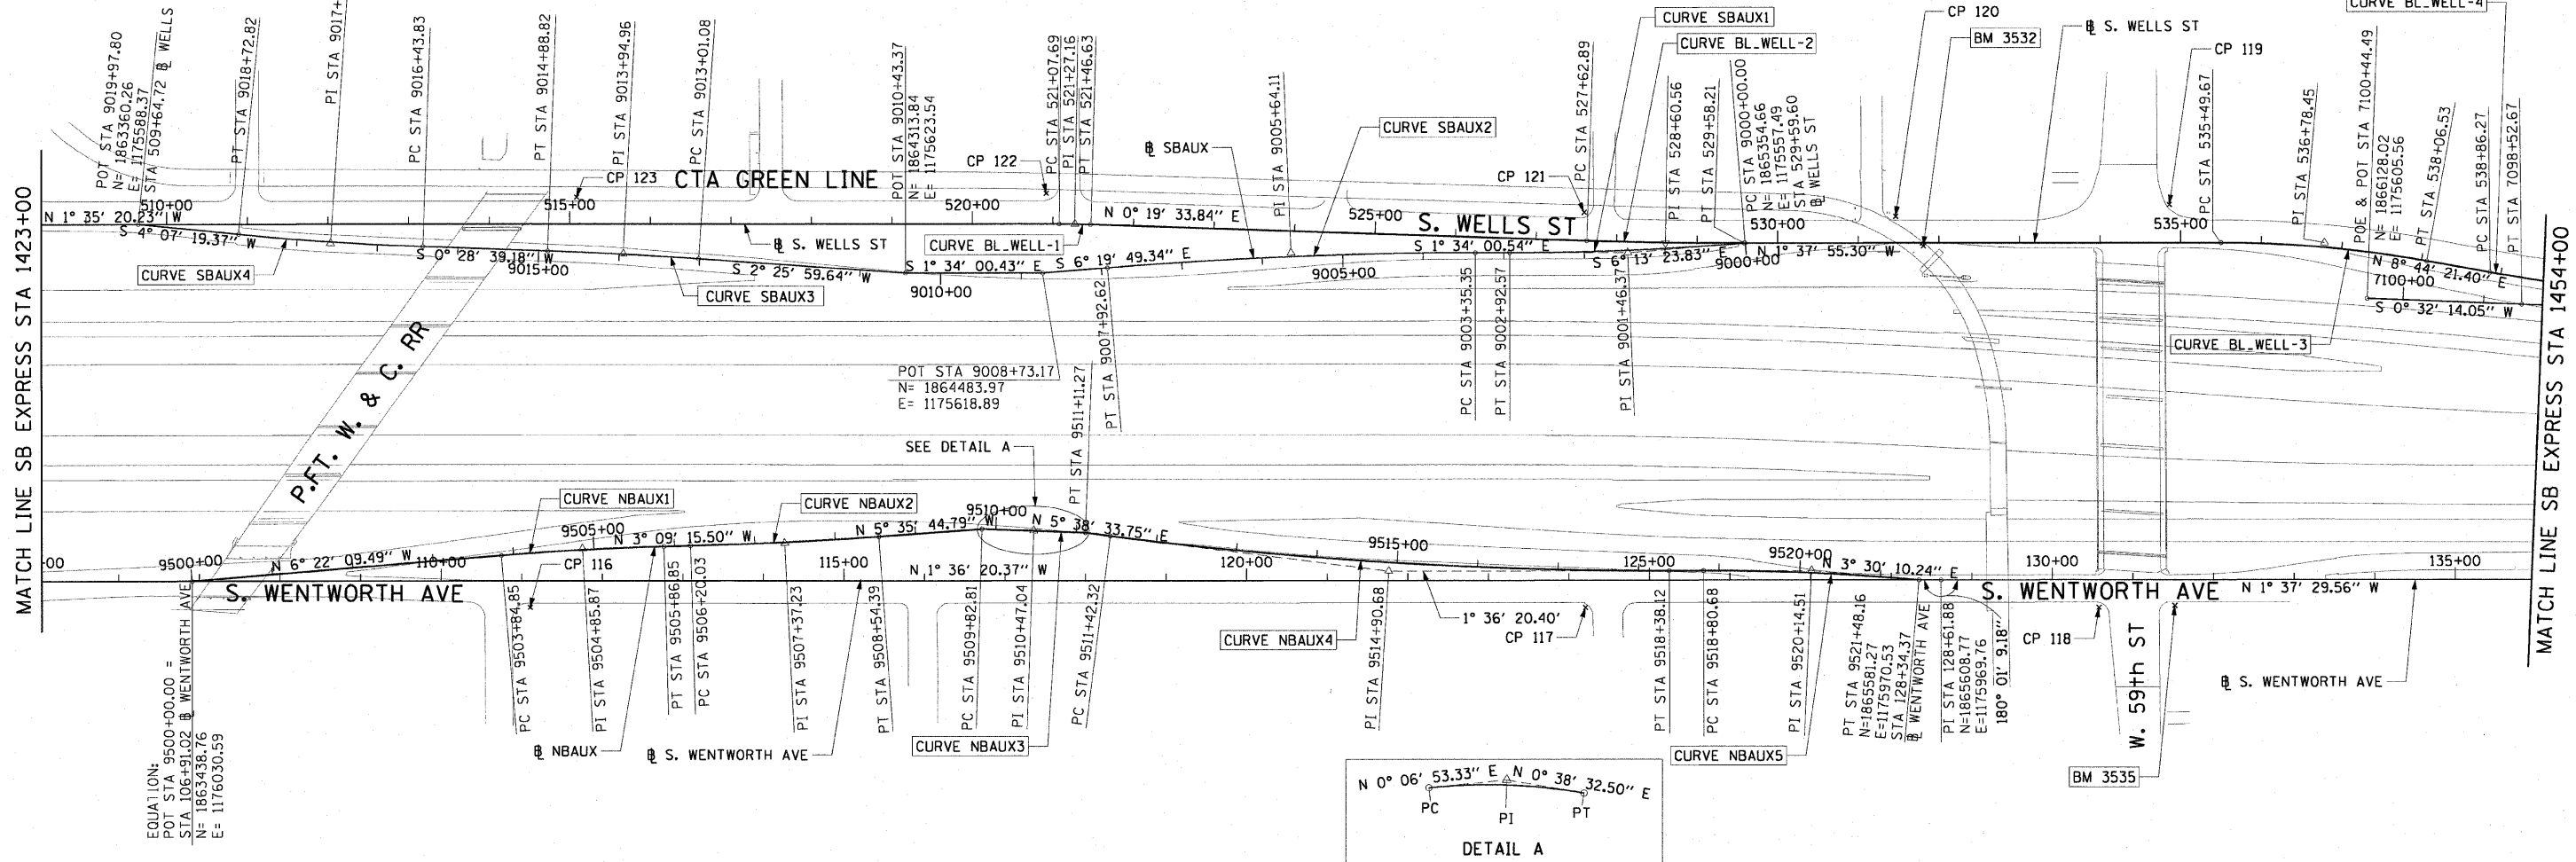 CURVE BL_WELL-4
CURVE SBAUX1
CP 120
BM 3532
℄ S. WELLS ST
CURVE BL_WELL-2
CP 119
POT STA 9019+97.80
N= 1863360.26
E= 1175588.37
STA 509+64.72 ℄ WELLS
PT STA 9018+72.82
PI STA 9017+
PC STA 9016+43.83
PT STA 9014+88.82
PI STA 9013+94.96
PC STA 9013+01.08
POT STA 9010+43.37
N= 1864313.84
E= 1175623.54
PC STA 521+07.69
PI STA 521+27.16
PT STA 521+46.63
PI STA 9005+64.11
PC STA 527+62.89
PI STA 528+60.56
PT STA 529+58.21
PC STA 9000+00.00
N= 1865354.66
E= 1175557.49
STA 529+59.60
℄ WELLS ST
PC STA 535+49.67
PI STA 536+78.45
POE & POT STA 7100+44.49
N= 1866128.02
E= 1175605.56
PT STA 538+06.53
PC STA 538+86.27
PT STA 7098+52.67
CURVE SBAUX2
℄ SBAUX
CP 122
CP 121
CP 123
CTA GREEN LINE
510+00
515+00
520+00
525+00
530+00
535+00
N 1° 35' 20.23" W
S 4° 07' 19.37" W
CURVE SBAUX4
S 0° 28' 39.18" W
9015+00
℄ S. WELLS ST
S 2° 25' 59.64" W
CURVE SBAUX3
CURVE BL_WELL-1
N 0° 19' 33.84" E
S. WELLS ST
S 1° 34' 00.43" E
S 6° 19' 49.34" E
9010+00
9005+00
S 1° 34' 00.54" E
S 6° 13' 23.83" E
9000+00
N 1° 37' 55.30" W
N 8° 44' 21.40" E
7100+00
S 0° 32' 14.05" W
CURVE BL_WELL-3
MATCH LINE SB EXPRESS STA 1423+00
MATCH LINE SB EXPRESS STA 1454+00
P.FT. W. & C. RR
POT STA 9008+73.17
N= 1864483.97
E= 1175618.89
PT STA 9007+92.62
PC STA 9003+35.35
PT STA 9002+92.57
PI STA 9001+46.37
SEE DETAIL A
PT STA 9511+11.27
CURVE NBAUX1
CURVE NBAUX2
9500+00
9505+00
9510+00
9515+00
9520+00
N 6° 22' 09.49" W
N 3° 09' 15.50" W
N 5° 35' 44.79" W
N 5° 38' 33.75" E
N 3° 30' 10.24" E
00
110+00
115+00
120+00
125+00
130+00
135+00
S. WENTWORTH AVE
CP 116
N 1° 36' 20.37" W
1° 36' 20.40'
CP 117
S. WENTWORTH AVE
N 1° 37' 29.56" W
CP 118
W. 59th ST
EQUATION:
POT STA 9500+00.00 =
STA 106+91.02 ℄ WENTWORTH AVE
N= 1863438.76
E= 1176030.59
PC STA 9503+84.85
PI STA 9504+85.87
PT STA 9505+86.85
PC STA 9506+20.03
PI STA 9507+37.23
PT STA 9508+54.39
PC STA 9509+82.81
PI STA 9510+47.04
PC STA 9511+42.32
PI STA 9514+90.68
PT STA 9518+38.12
PC STA 9518+80.68
PI STA 9520+14.51
PT STA 9521+48.16
N=1865581.27
E=1175970.53
STA 128+34.37
℄ WENTWORTH AVE
PI STA 128+61.88
N=1865608.77
E=1175969.76
180° 01' 9.18"
CURVE NBAUX4
℄ NBAUX
℄ S. WENTWORTH AVE
CURVE NBAUX3
CURVE NBAUX5
℄ S. WENTWORTH AVE
BM 3535
N 0° 06' 53.33" E
N 0° 38' 32.50" E
PC
PI
PT
DETAIL A